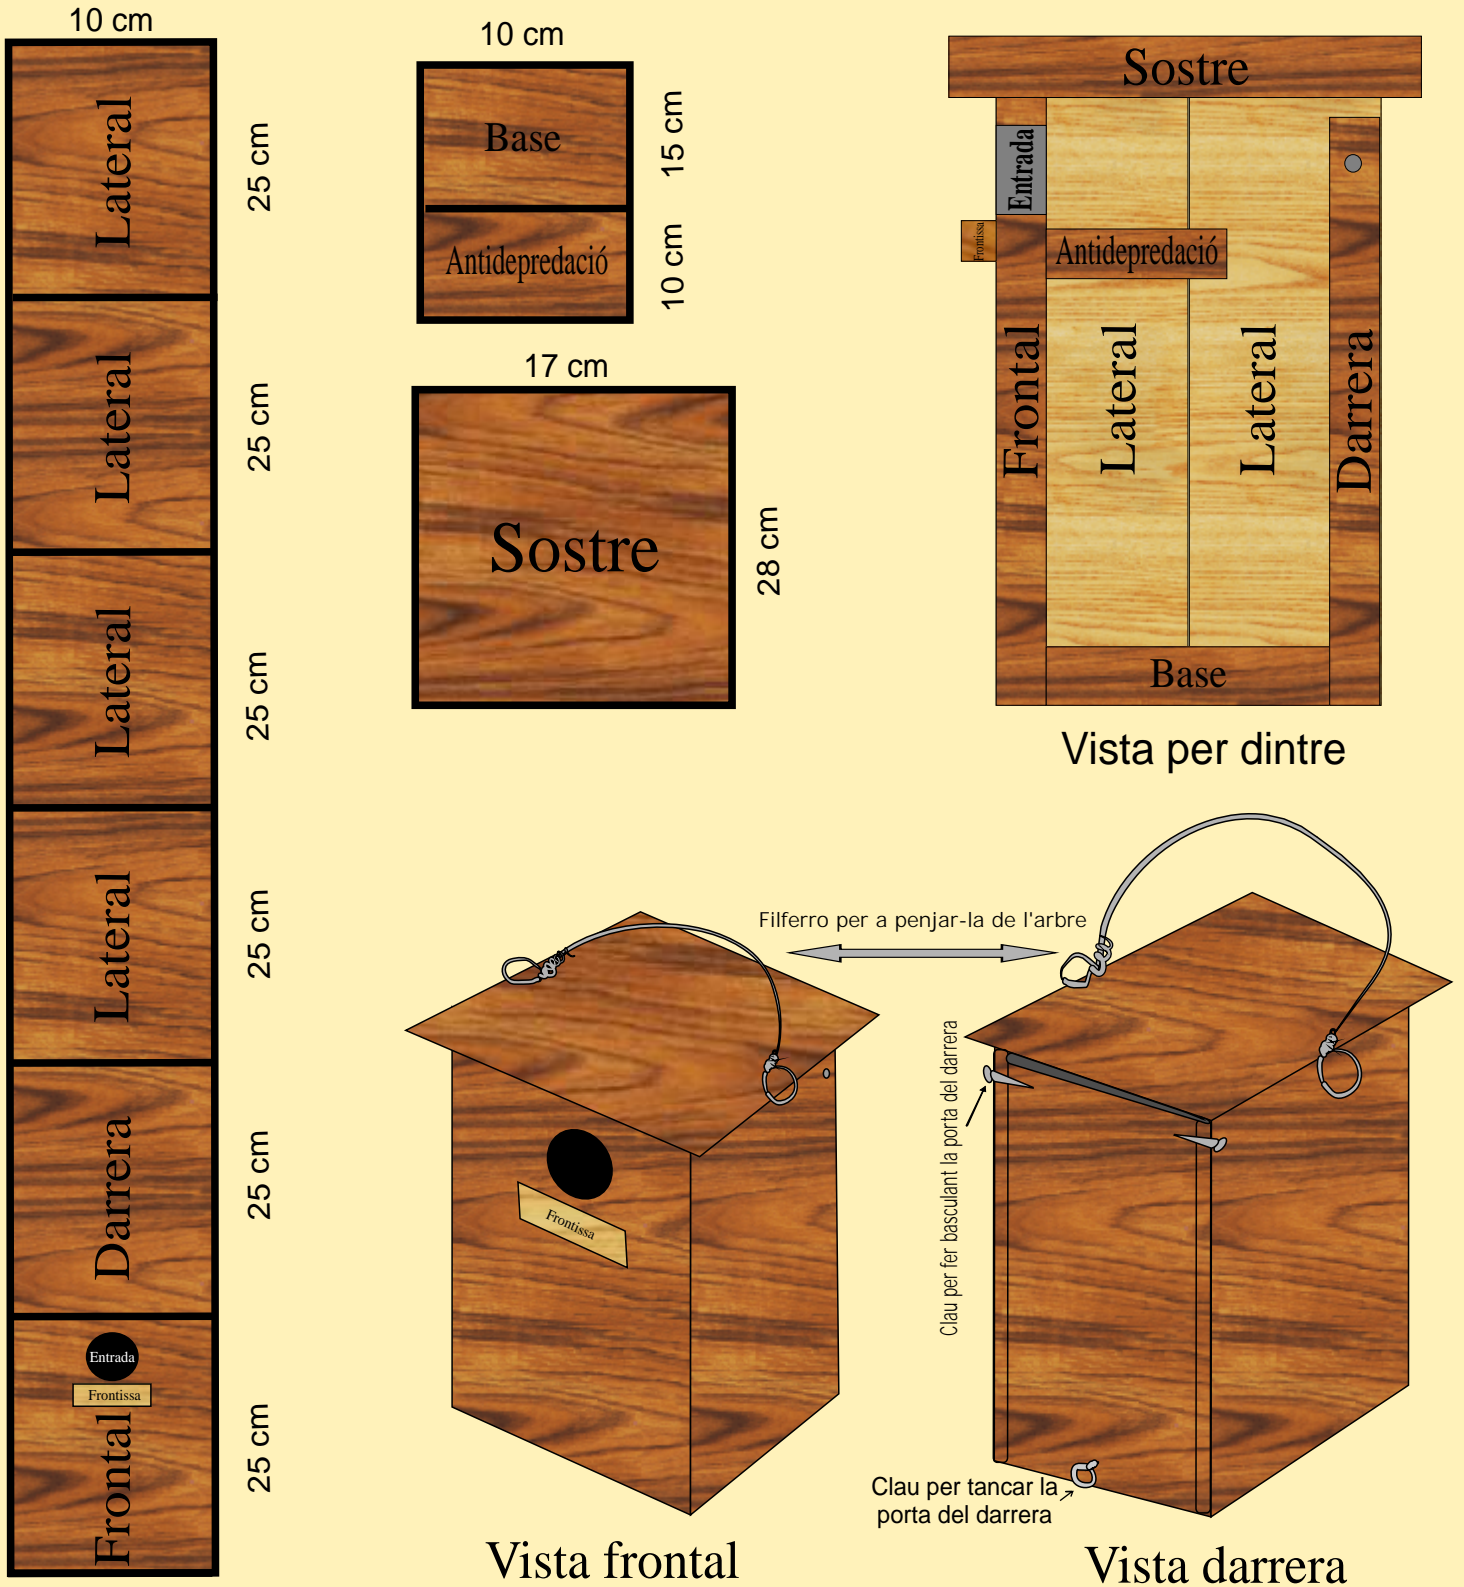 10 cm
Lateral
25 cm
Lateral
25 cm
Lateral
25 cm
Lateral
25 cm
Darrera
25 cm
Entrada
Frontissa
Frontal
25 cm
10 cm
Base
15 cm
Antidepredació
10 cm
17 cm
Sostre
28 cm
Sostre
Entrada
Frontissa
Antidepredació
Frontal
Lateral
Lateral
Darrera
Base
Vista per dintre
Filferro per a penjar-la de l'arbre
Frontissa
Vista frontal
Clau per fer basculant la porta del darrera
Clau per tancar la
porta del darrera
Vista darrera